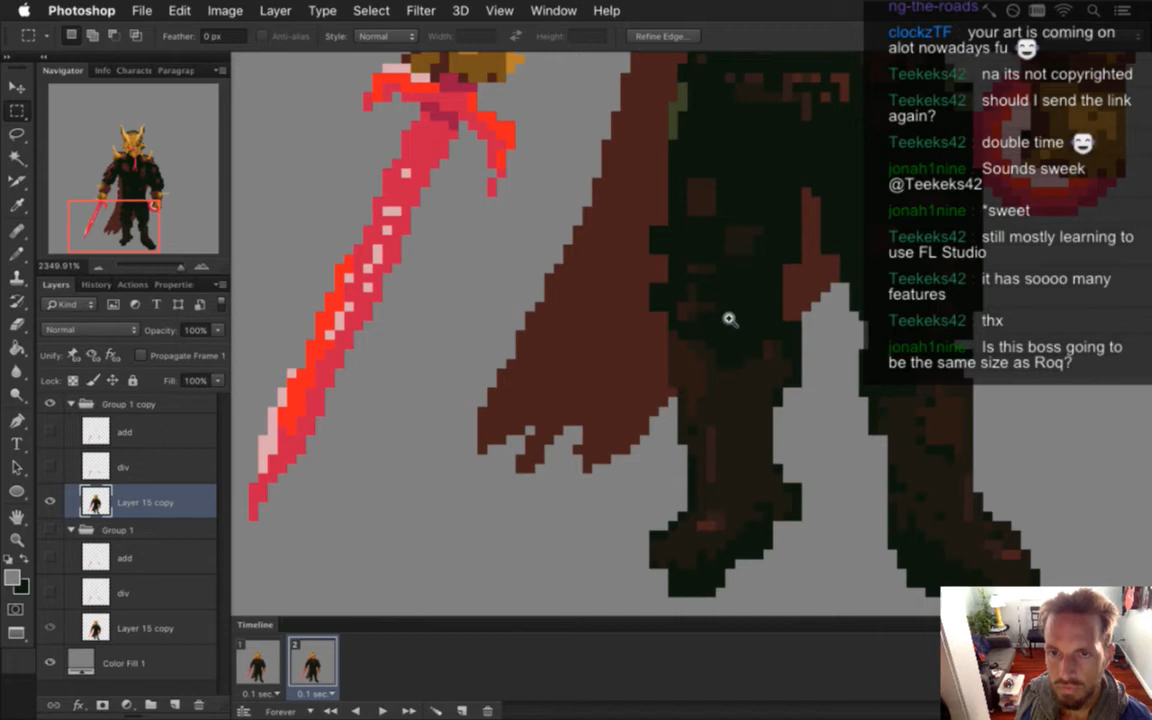 Photoshop File Edit Image Layer Type Select Filter 3D View Window Help
ng-the-roads
Feather: 0 px Anti-alias Style: Normal Width: Height: Refine Edge...
clockzTF : your art is coming on
alot nowadays fu
Navigator Info Characte Paragrap
Teekeks42 : na its not copyrighted
Teekeks42 : should I send the link
again?
Teekeks42 : double time
jonah1nine : Sounds sweek
@Teekeks42
jonah1nine : *sweet
Teekeks42 : still mostly learning to
use FL Studio
Teekeks42 : it has soooo many
features
Teekeks42 : thx
jonah1nine : Is this boss going to
be the same size as Roq?
2349.91%
Layers History Actions Properties
Kind
Normal Opacity: 100%
Unify: Propagate Frame 1
Lock: Fill: 100%
Group 1 copy
add
div
Layer 15 copy
Group 1
add
div
Layer 15 copy
Color Fill 1
Timeline
1 2
0.1 sec. 0.1 sec.
Forever